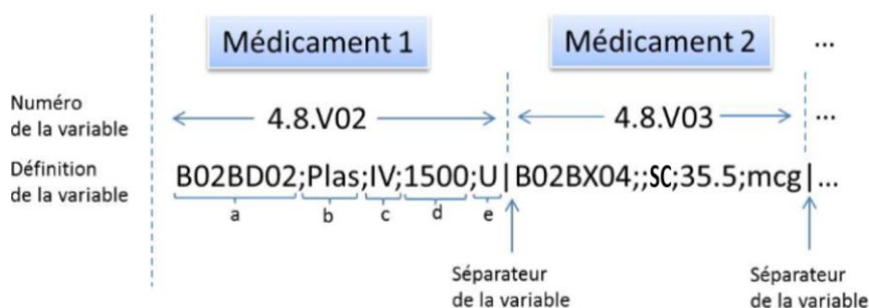 Médicament 1 Médicament 2 ...
Numéro
de la variable
4.8.V02 4.8.V03 ...
Définition
de la variable
B02BD02;Plas;IV;1500;U|B02BX04;;SC;35.5;mcg|...
a b c d e
Séparateur
de la variable
Séparateur
de la variable